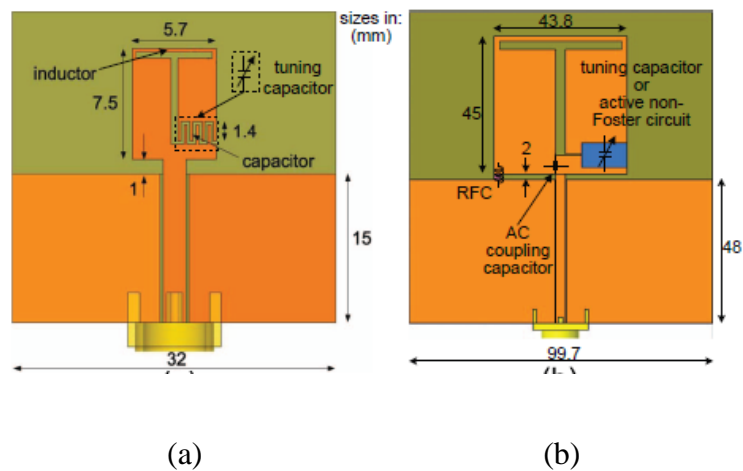 5.7
inductor
7.5
tuning
capacitor
1.4
capacitor
1
15
32
sizes in:
(mm)
43.8
tuning capacitor
or
active non-
Foster circuit
45
2
RFC
AC
coupling
capacitor
48
99.7
(a)
(b)